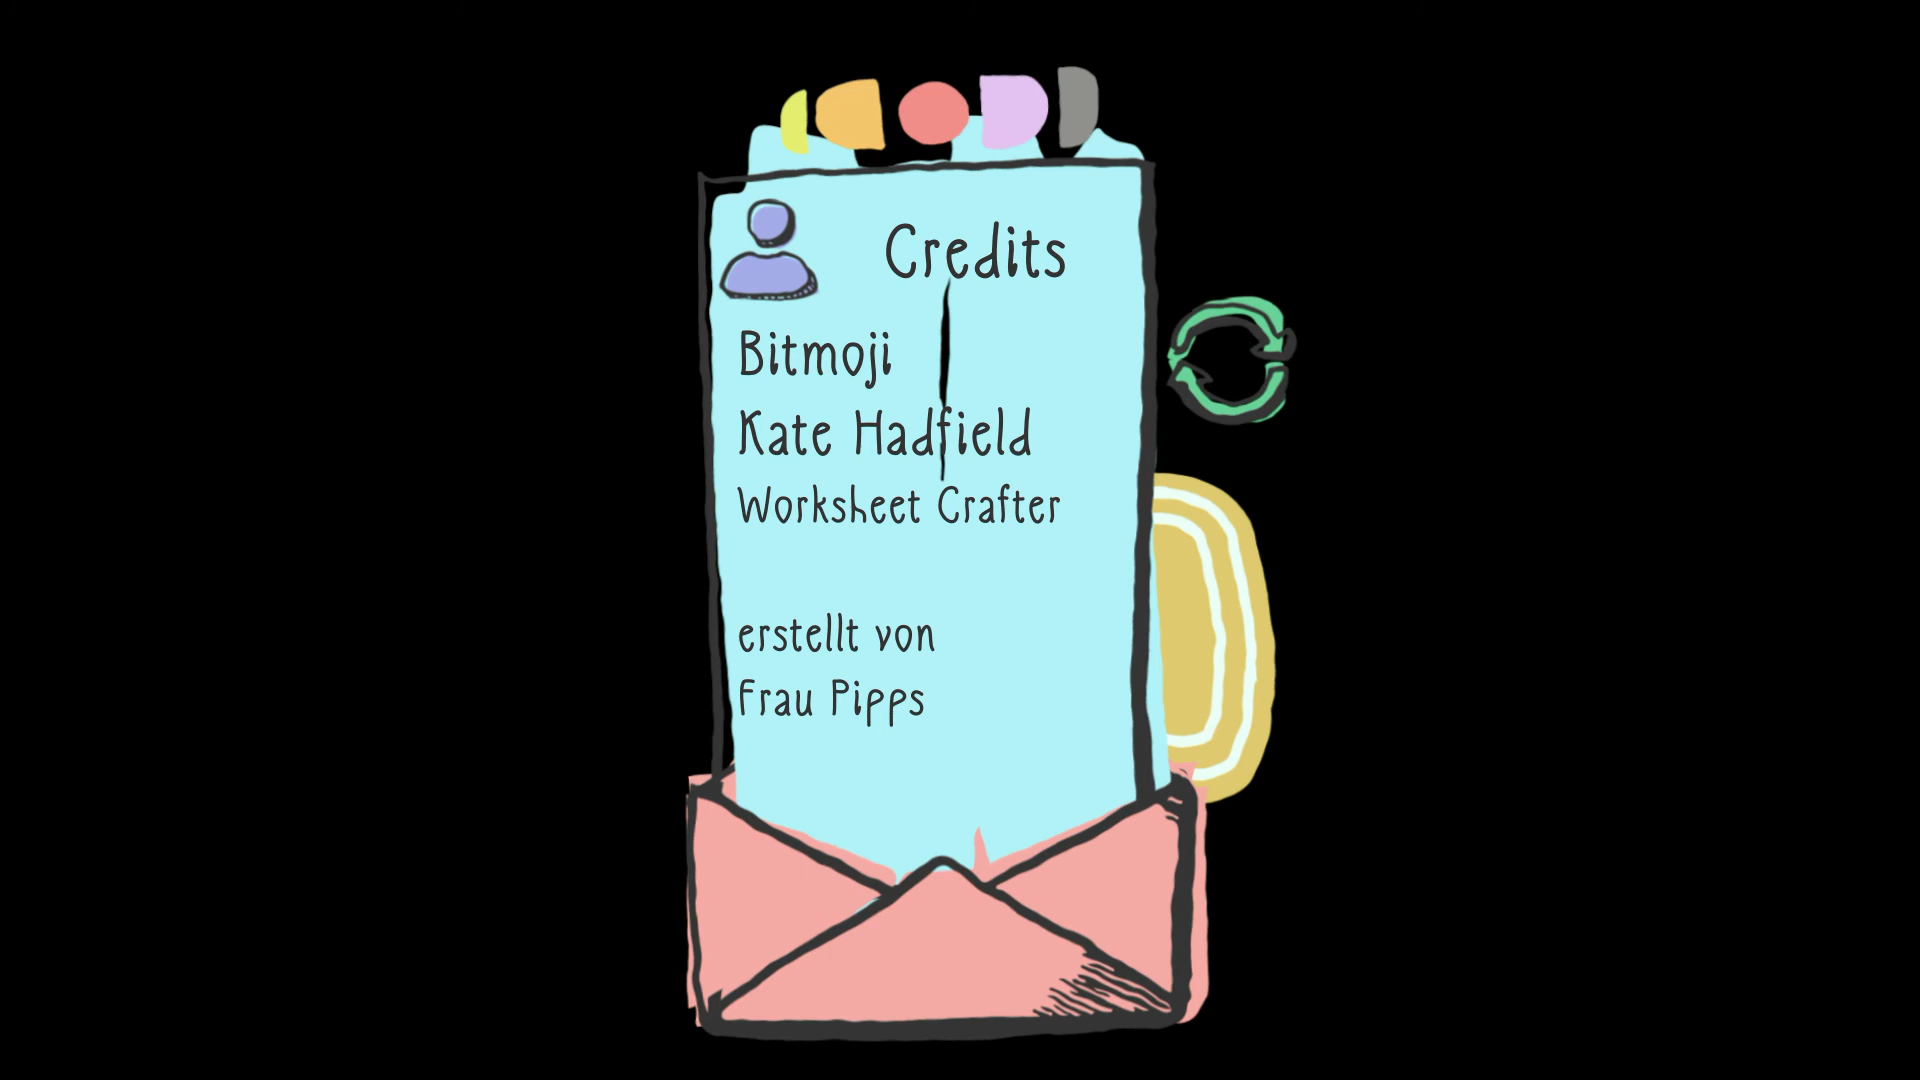 Credits
Bitmoji
Kate Hadfield
Worksheet Crafter
erstellt von
Frau Pipps